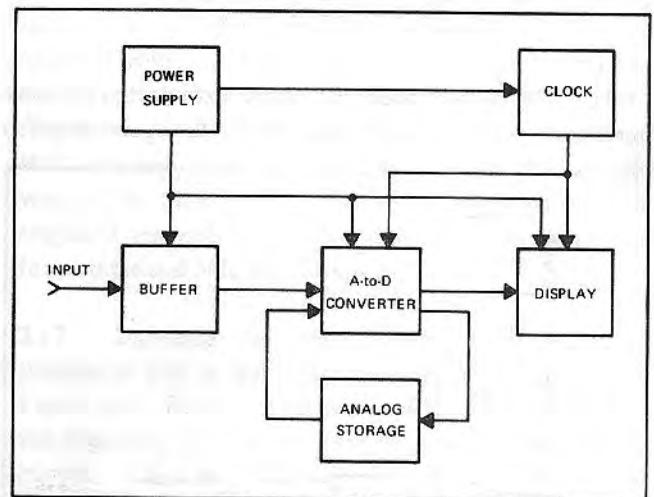 POWER
SUPPLY
CLOCK
INPUT
BUFFER
A-to-D
CONVERTER
DISPLAY
ANALOG
STORAGE